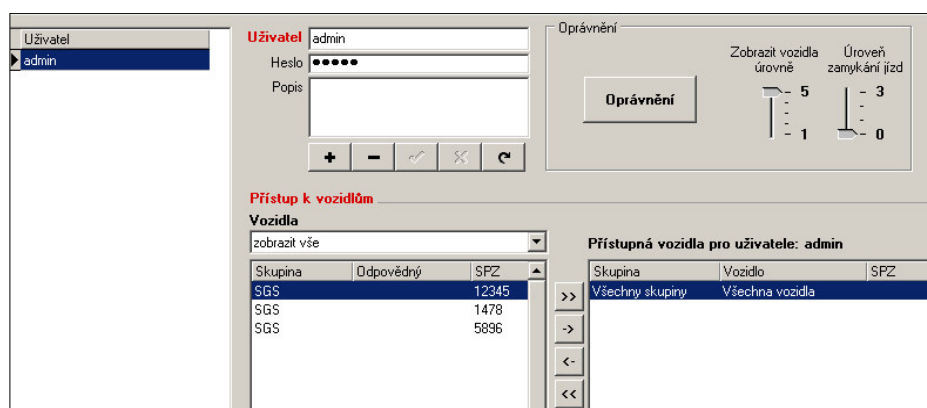 Uživatel
admin
Uživatel admin
Heslo •••••
Popis
Oprávnění
Oprávnění
Zobrazit vozidla úrovně
5
1
Úroveň zamykání jízd
3
0
Přístup k vozidlům
Vozidla
zobrazit vše
Skupina Odpovědný SPZ
SGS 12345
SGS 1478
SGS 5896
>>
->
<-
<<
Přístupná vozidla pro uživatele: admin
Skupina Vozidlo SPZ
Všechny skupiny Všechna vozidla